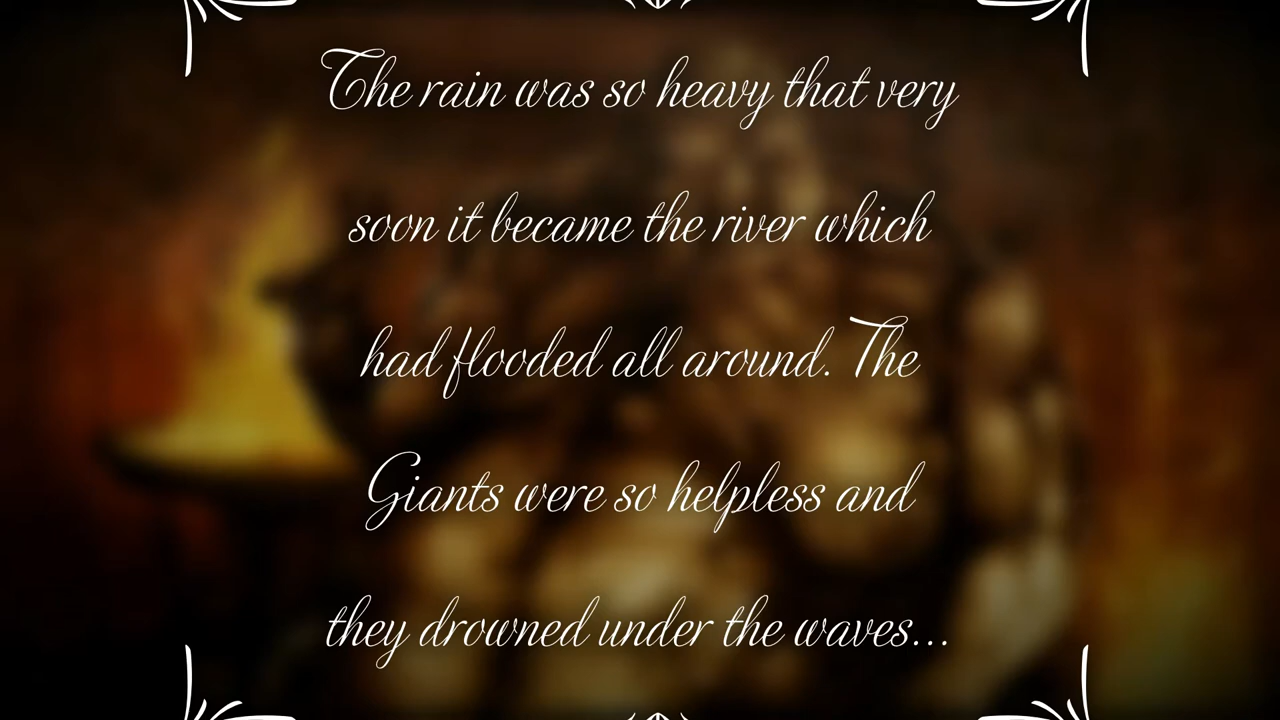 The rain was so heavy that very
soon it became the river which
had flooded all around. The
Giants were so helpless and
they drowned under the waves...